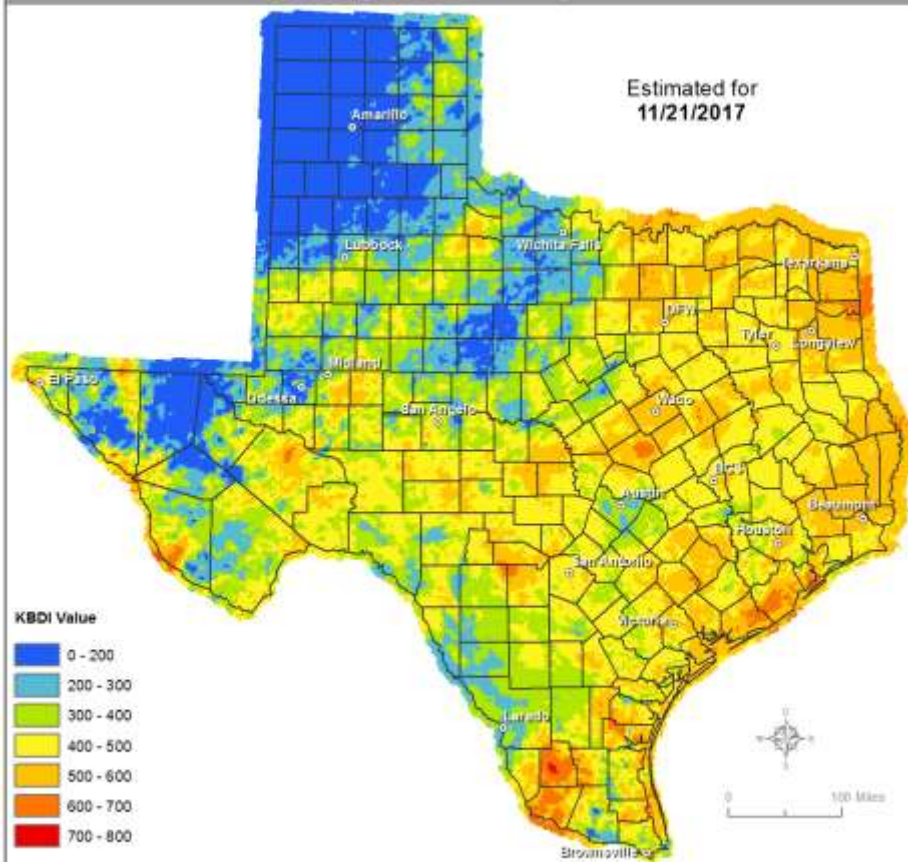 Estimated for
11/21/2017
Amarillo
Lubbock
Wichita Falls
Texarkana
DFW
Tyler
Longview
El Paso
Midland
Odessa
San Angelo
Waco
BCS
Austin
Beaumont
Houston
San Antonio
Victoria
Laredo
Brownsville
KBDI Value
0 - 200
200 - 300
300 - 400
400 - 500
500 - 600
600 - 700
700 - 800
0 100 Miles